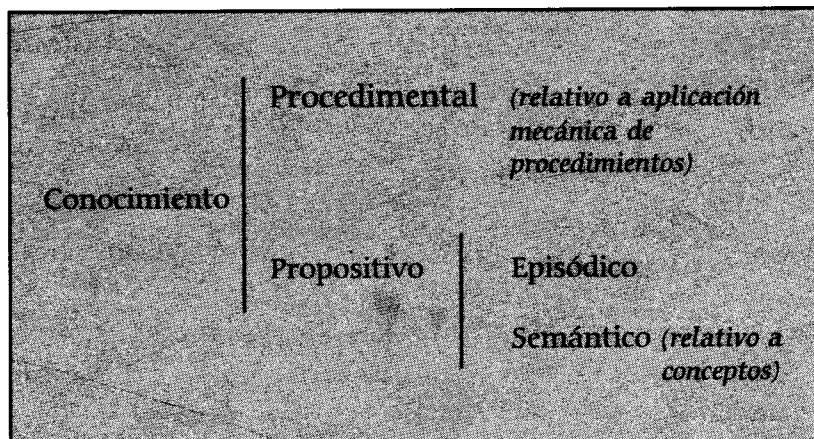 Procedimental (relativo a aplicación
mecánica de
procedimientos)
Conocimiento
Propositivo Episódico
Semántico (relativo a
conceptos)